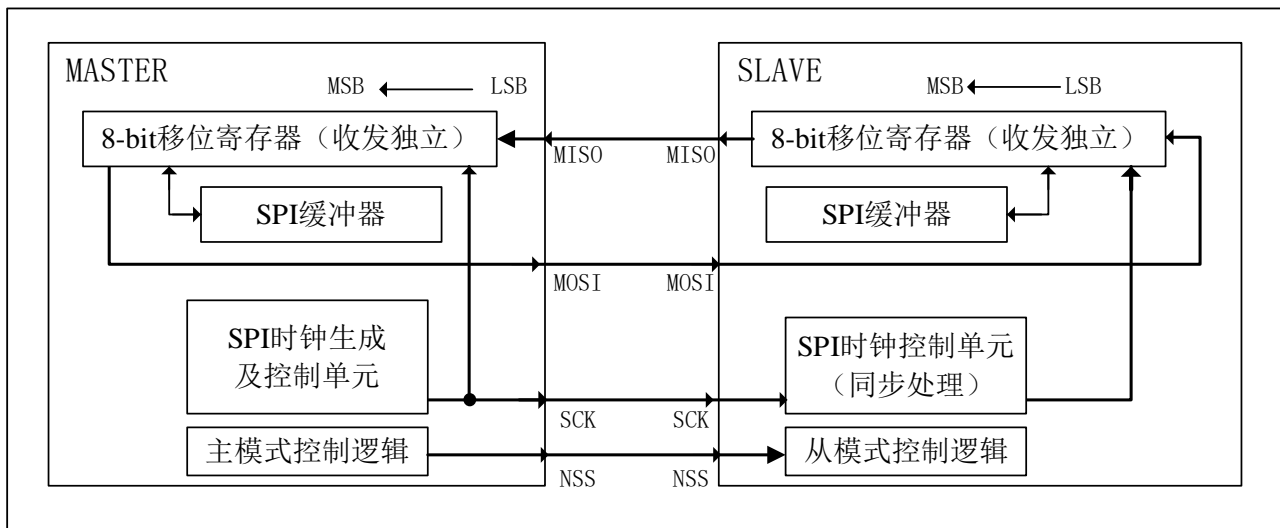 MASTER
MSB LSB
8-bit移位寄存器（收发独立）
SPI缓冲器
SPI时钟生成
及控制单元
主模式控制逻辑
MISO MISO
MOSI MOSI
SCK SCK
NSS NSS
SLAVE
MSB LSB
8-bit移位寄存器（收发独立）
SPI缓冲器
SPI时钟控制单元
（同步处理）
从模式控制逻辑